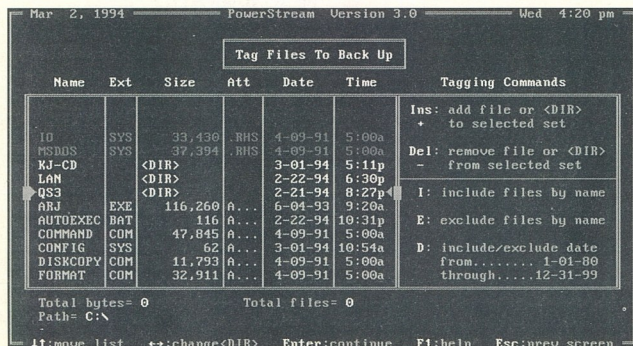 Mar 2, 1994 PowerStream Version 3.0 Wed 4:20 pm
Tag Files To Back Up
Name Ext Size Att Date Time
IO SYS 33,430 .RHS 4-09-91 5:00a
MSDOS SYS 37,394 .RHS 4-09-91 5:00a
KJ-CD <DIR> 3-01-94 5:11p
LAN <DIR> 2-22-94 6:30p
QS3 <DIR> 2-21-94 8:27p
ARJ EXE 116,260 A... 6-04-93 9:20a
AUTOEXEC BAT 116 A... 2-22-94 10:31p
COMMAND COM 47,845 A... 4-09-91 5:00a
CONFIG SYS 62 A... 3-01-94 10:54a
DISKCOPY COM 11,793 A... 4-09-91 5:00a
FORMAT COM 32,911 A... 4-09-91 5:00a
Tagging Commands
Ins: add file or <DIR>
+ to selected set
Del: remove file or <DIR>
- from selected set
I: include files by name
E: exclude files by name
D: include/exclude date
from........ 1-01-80
through.....12-31-99
Total bytes= 0 Total files= 0
Path= C:\
↓↑:move list ←→:change<DIR> Enter:continue F1:help Esc:prev screen